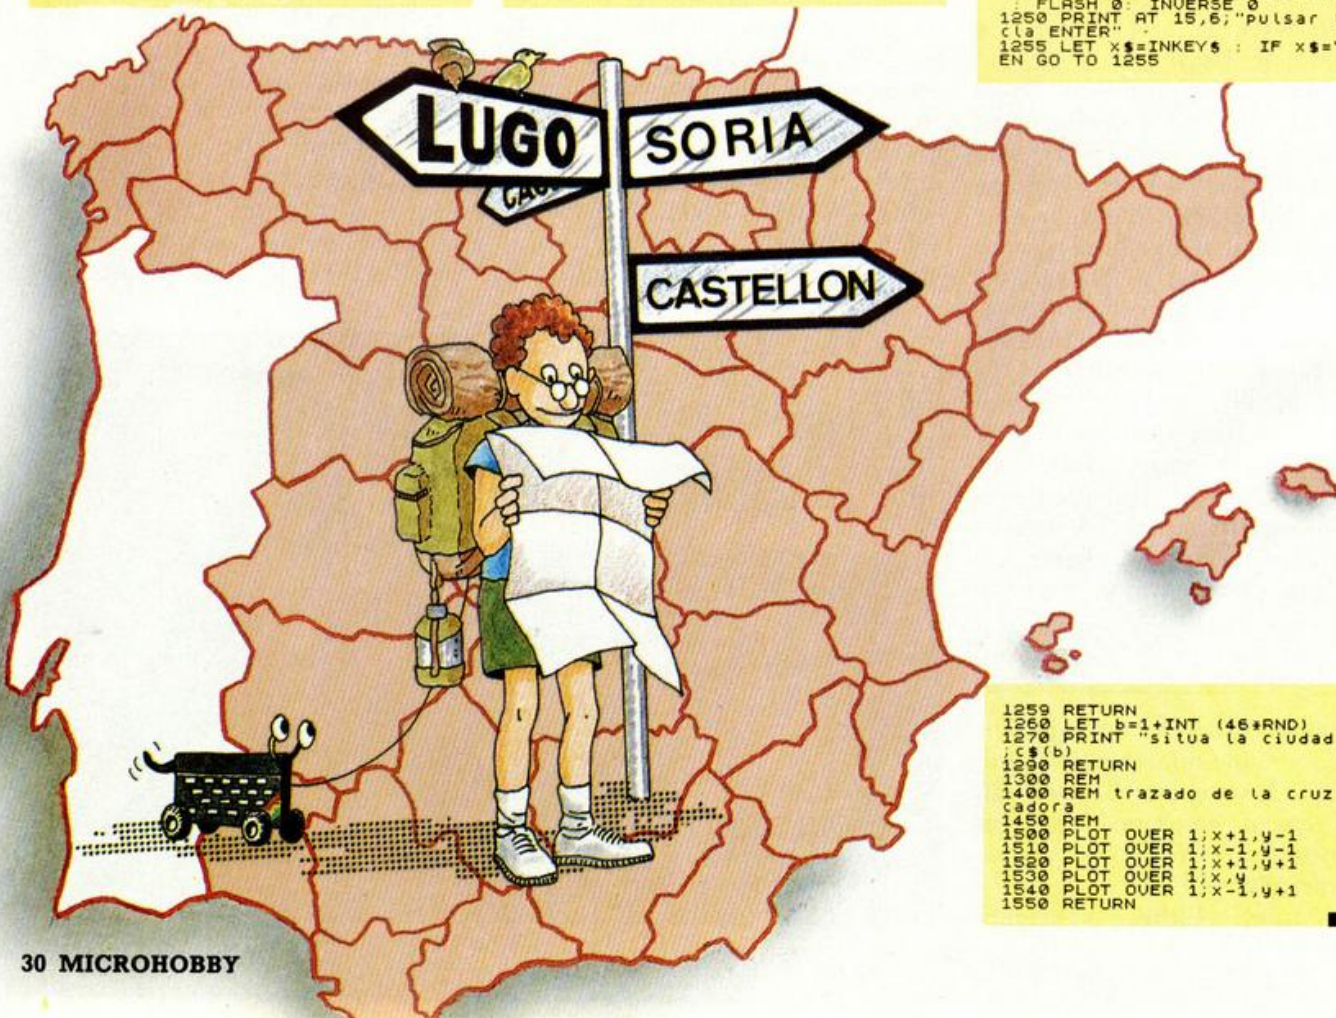 : FLASH 0: INVERSE 0
1250 PRINT AT 15,6;"pulsar
cla ENTER"
1255 LET x$=INKEY$ : IF x$="
EN GO TO 1255
LUGO
SORIA
CASTELLON
1259 RETURN
1260 LET b=1+INT (46*RND)
1270 PRINT "situa la ciudad
;c$(b)
1290 RETURN
1300 REM
1400 REM trazado de la cruz
cadora
1450 REM
1500 PLOT OVER 1;x+1,y-1
1510 PLOT OVER 1;x-1,y-1
1520 PLOT OVER 1;x+1,y+1
1530 PLOT OVER 1;x,y
1540 PLOT OVER 1;x-1,y+1
1550 RETURN
30 MICROHOBBY